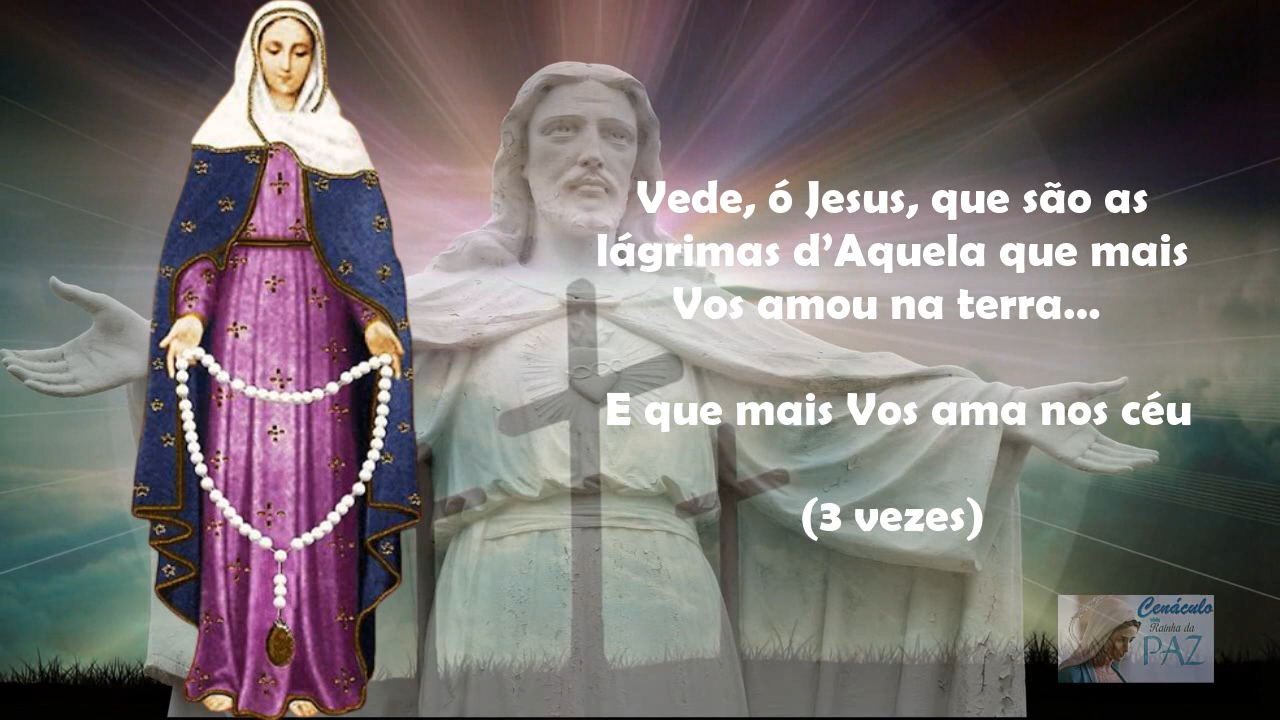 Vede, ó Jesus, que são as
lágrimas d’Aquela que mais
Vos amou na terra...
E que mais Vos ama nos céu
(3 vezes)
Cenáculo
Rainha da
PAZ